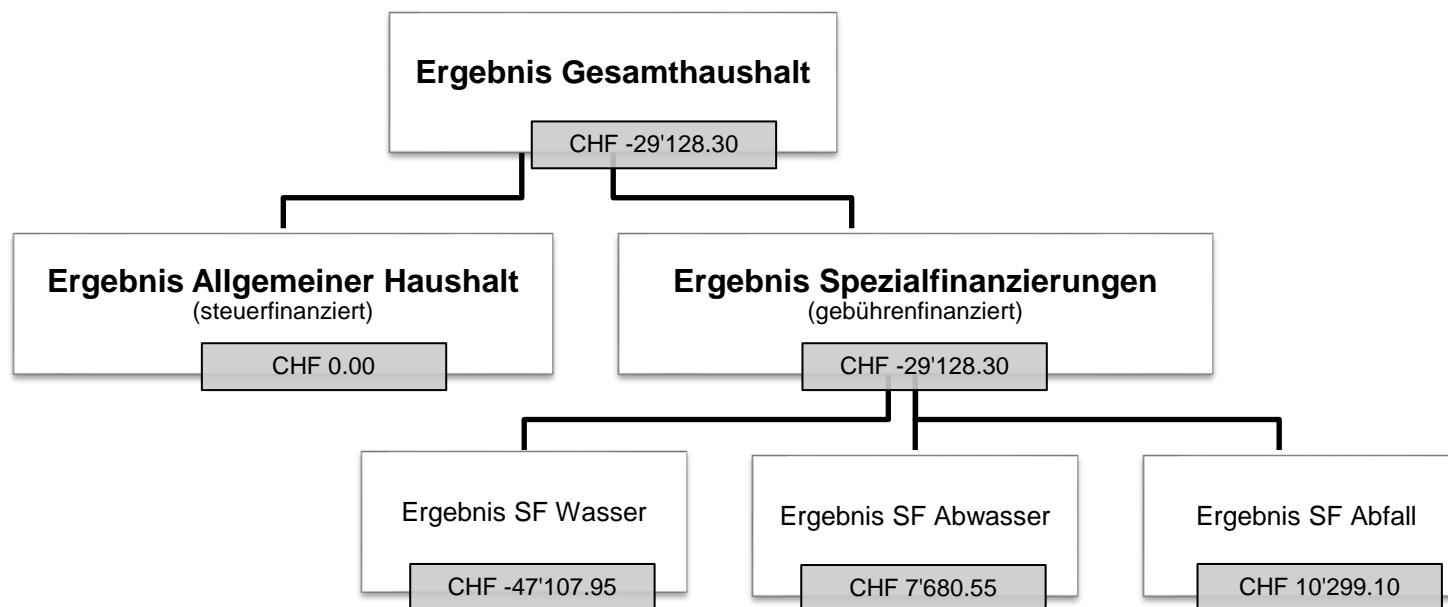 Ergebnis Gesamthaushalt
CHF -29'128.30
Ergebnis Allgemeiner Haushalt
(steuerfinanziert)
CHF 0.00
Ergebnis Spezialfinanzierungen
(gebührenfinanziert)
CHF -29'128.30
Ergebnis SF Wasser
CHF -47'107.95
Ergebnis SF Abwasser
CHF 7'680.55
Ergebnis SF Abfall
CHF 10'299.10